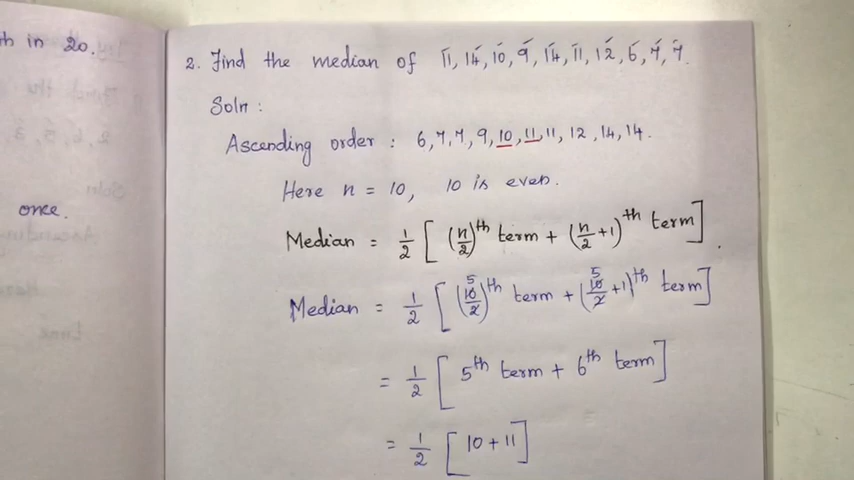 th in 20.
once.
2. Find the median of 11, 14, 10, 9, 14, 11, 12, 6, 7, 7.
Soln :
Ascending order : 6, 7, 7, 9, 10, 11, 11, 12, 14, 14.
Here n = 10, 10 is even.
Median = 1/2 [ (n/2)th term + (n/2 + 1)th term ].
Median = 1/2 [ (10/2)th 5 term + (10/2 5 + 1)th term ]
= 1/2 [ 5th term + 6th term ]
= 1/2 [ 10 + 11 ]